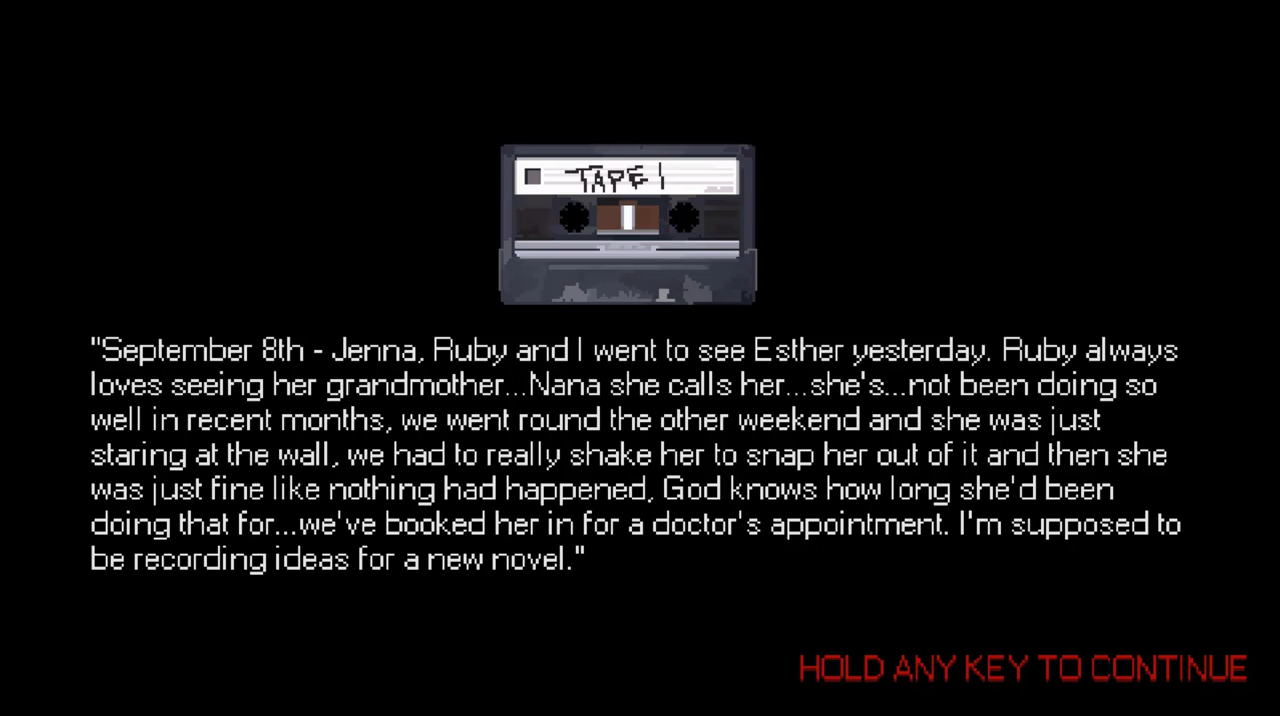 TAPE 1
"September 8th - Jenna, Ruby and I went to see Esther yesterday. Ruby always
loves seeing her grandmother...Nana she calls her...she's...not been doing so
well in recent months, we went round the other weekend and she was just
staring at the wall, we had to really shake her to snap her out of it and then she
was just fine like nothing had happened, God knows how long she'd been
doing that for...we've booked her in for a doctor's appointment. I'm supposed to
be recording ideas for a new novel."
HOLD ANY KEY TO CONTINUE